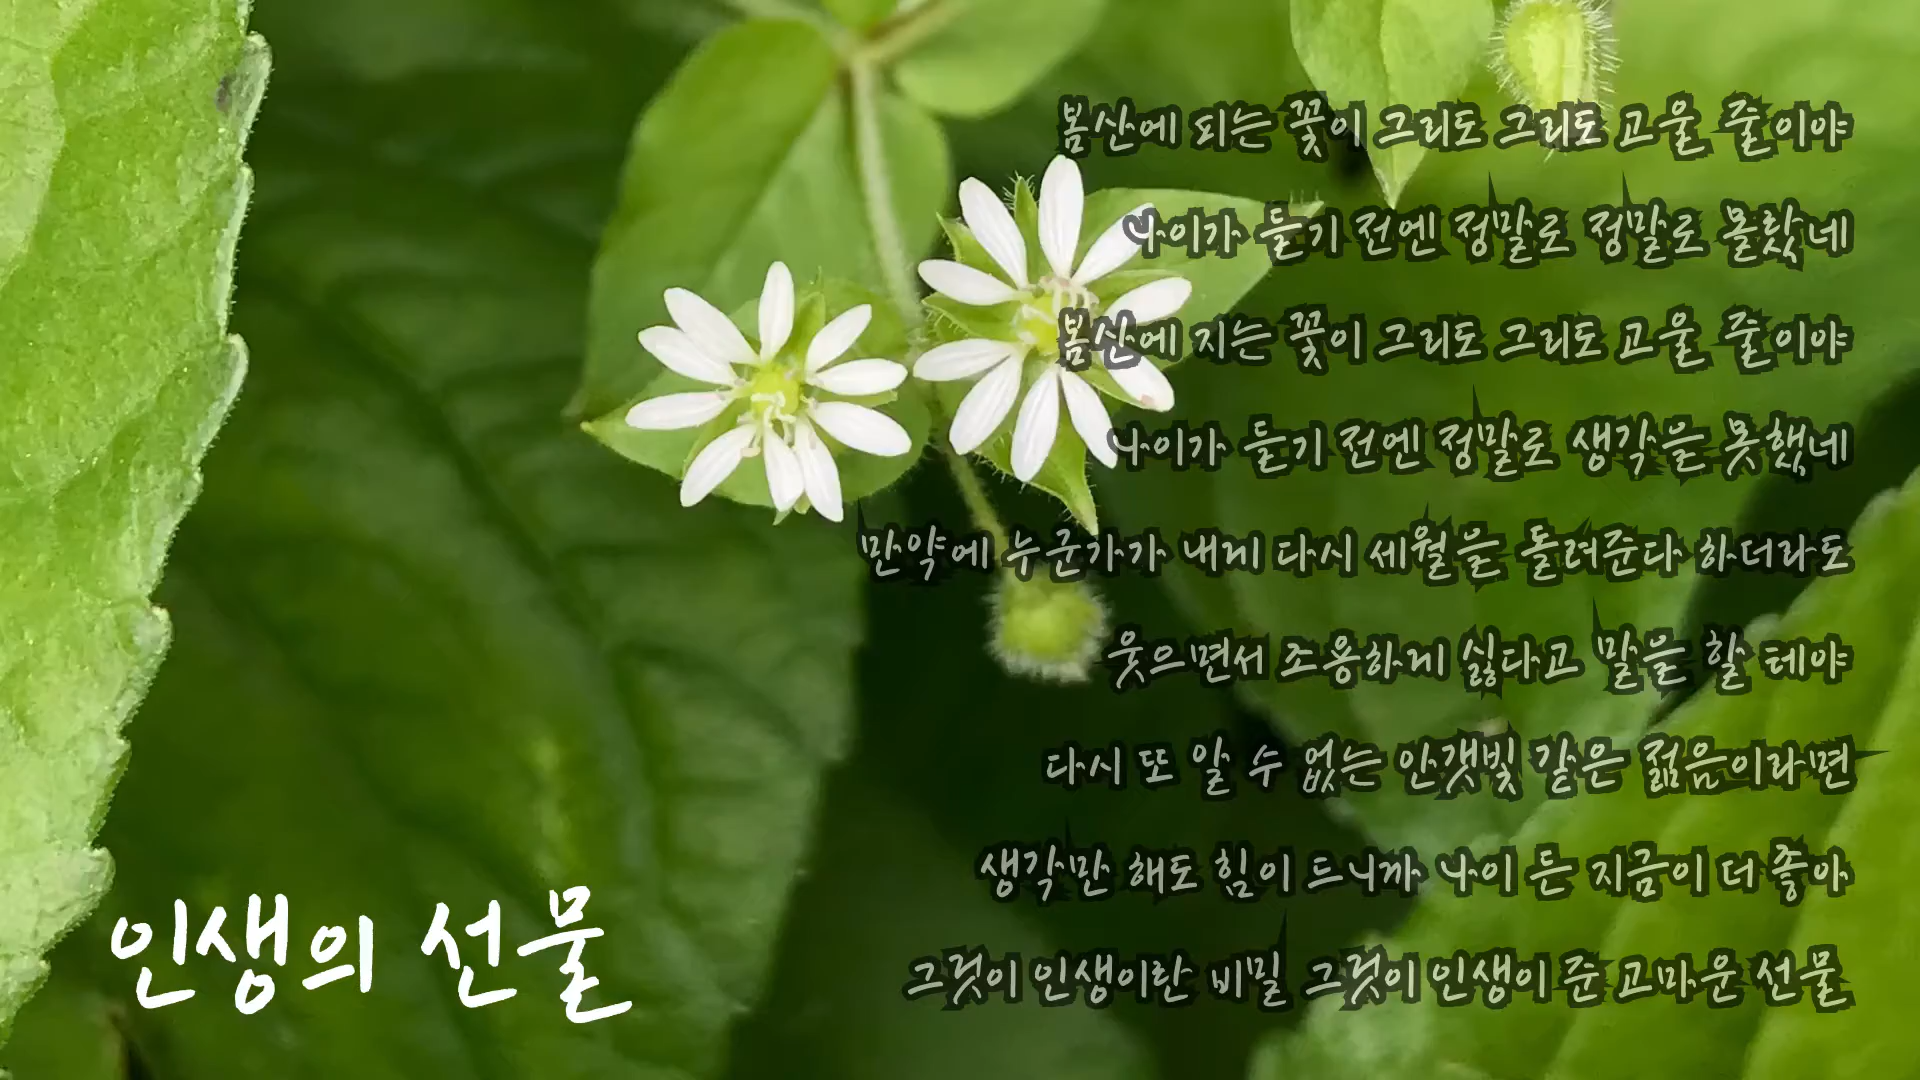 봄산에 피는 꽃이 그리도 그리도 고울 줄이야
나이가 들기 전엔 정말로 정말로 몰랐네
봄산에 지는 꽃이 그리도 그리도 고울 줄이야
나이가 들기 전엔 정말로 생각을 못했네
만약에 누군가가 내게 다시 세월을 돌려준다 하더라도
웃으면서 조용하게 싫다고 말을 할 테야
다시 또 알 수 없는 안갯빛 같은 젊음이라면
생각만 해도 힘이 드니까 나이 든 지금이 더 좋아
그것이 인생이란 비밀 그것이 인생이 준 고마운 선물
인생의 선물